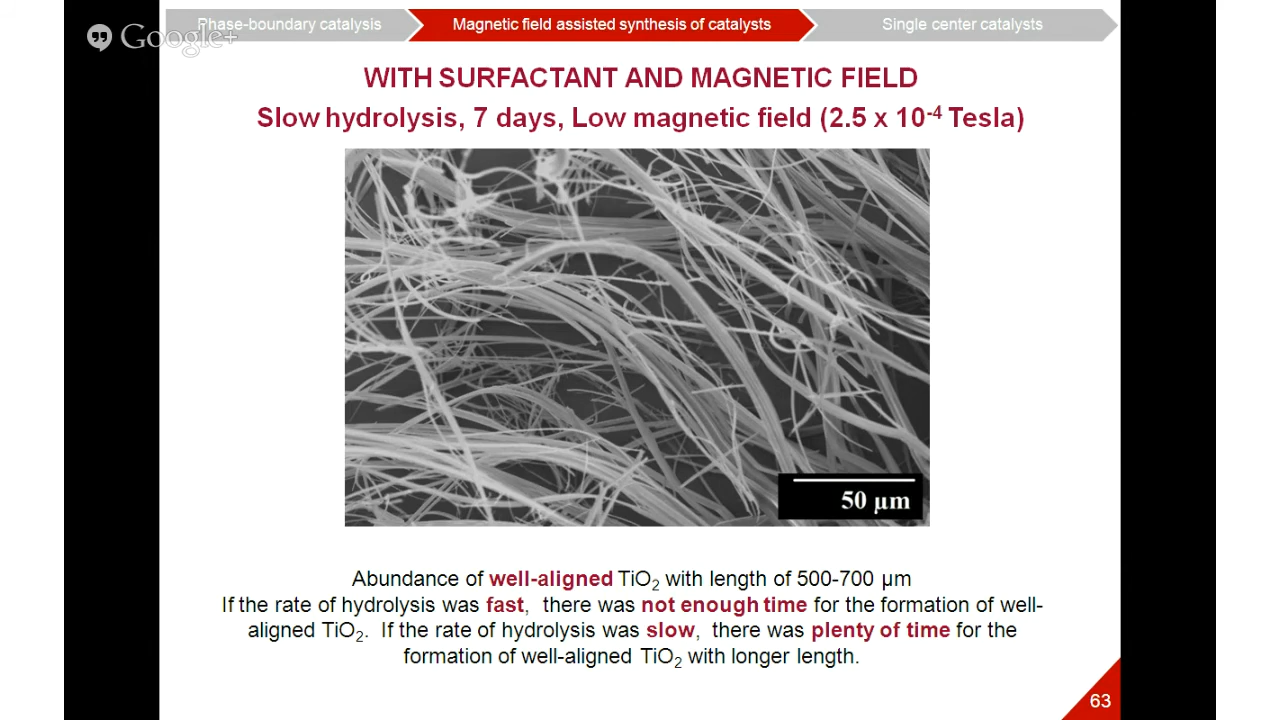 Phase-boundary catalysis
Magnetic field assisted synthesis of catalysts
Single center catalysts
Google+
WITH SURFACTANT AND MAGNETIC FIELD
Slow hydrolysis, 7 days, Low magnetic field (2.5 x 10⁻⁴ Tesla)
50 µm
Abundance of well-aligned TiO₂ with length of 500-700 µm
If the rate of hydrolysis was fast, there was not enough time for the formation of well-
aligned TiO₂. If the rate of hydrolysis was slow, there was plenty of time for the
formation of well-aligned TiO₂ with longer length.
63